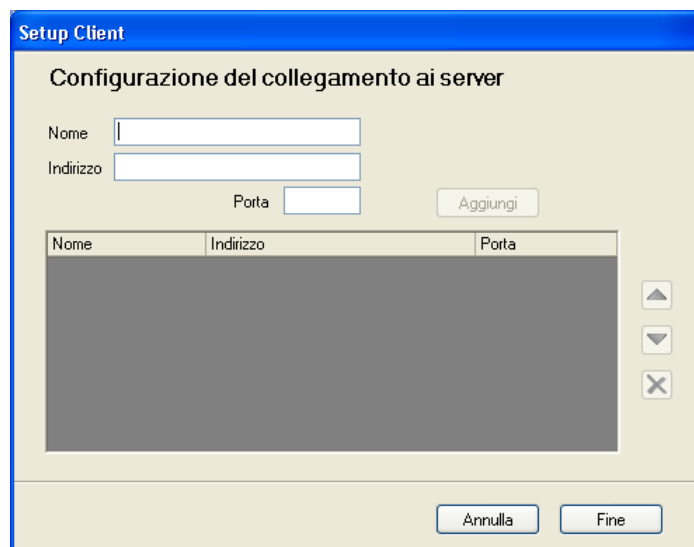 Setup Client
Configurazione del collegamento ai server
Nome
Indirizzo
Porta
Aggiungi
Nome Indirizzo Porta
Annulla Fine